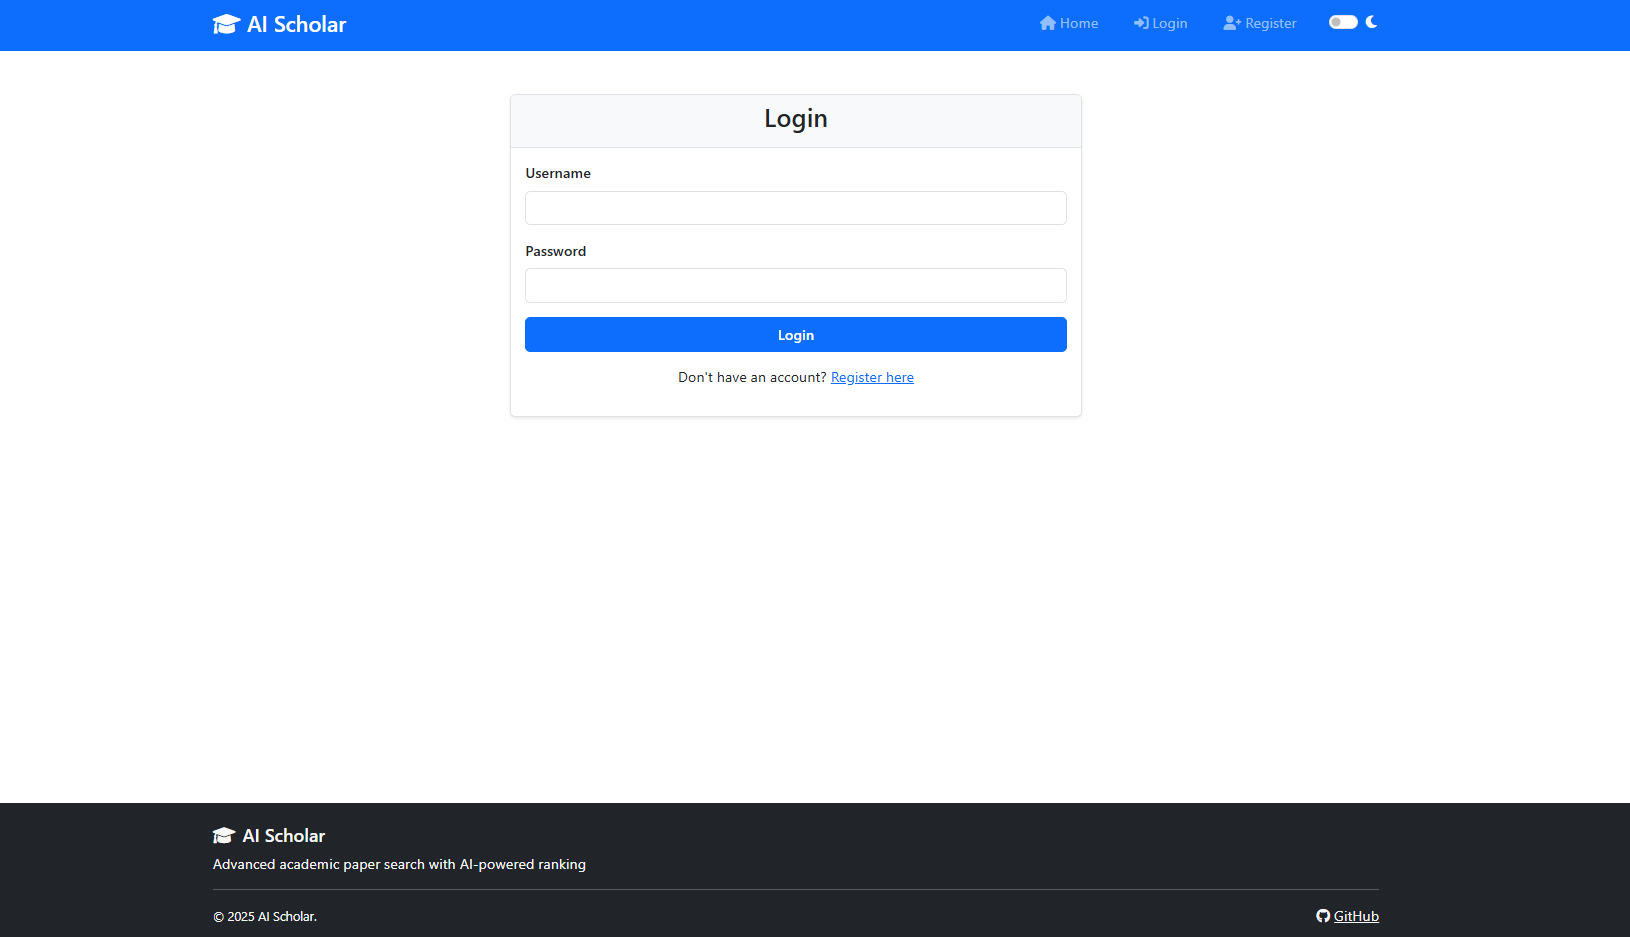 AI Scholar
Home
Login
Register
Login
Username
Password
Login
Don't have an account? Register here
AI Scholar
Advanced academic paper search with AI-powered ranking
© 2025 AI Scholar.
GitHub